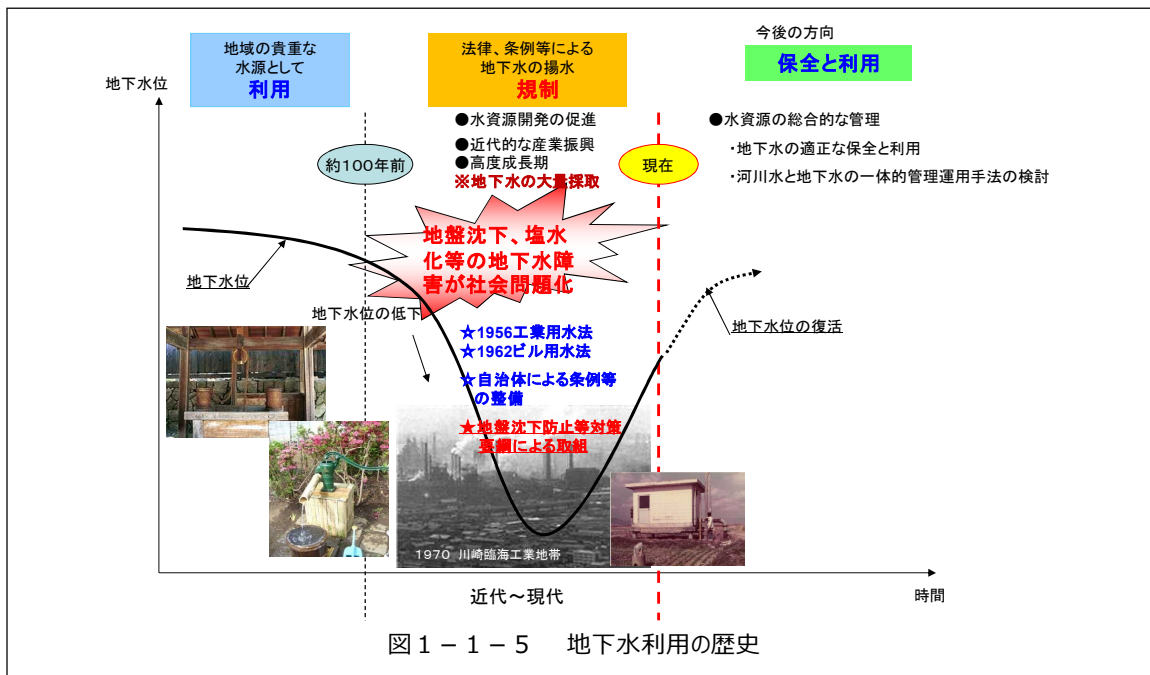 地域の貴重な
水源として
利用
法律、条例等による
地下水の揚水
規制
今後の方向
保全と利用
地下水位
●水資源開発の促進
●近代的な産業振興
●高度成長期
※地下水の大量採取
●水資源の総合的な管理
・地下水の適正な保全と利用
・河川水と地下水の一体的管理運用手法の検討
約100年前
現在
地盤沈下、塩水
化等の地下水障
害が社会問題化
地下水位
地下水位の低下
地下水位の復活
☆1956工業用水法
☆1962ビル用水法
☆自治体による条例等
の整備
★地盤沈下防止等対策
要綱による取組
1970 川崎臨海工業地帯
近代～現代
時間
図１－１－５ 地下水利用の歴史